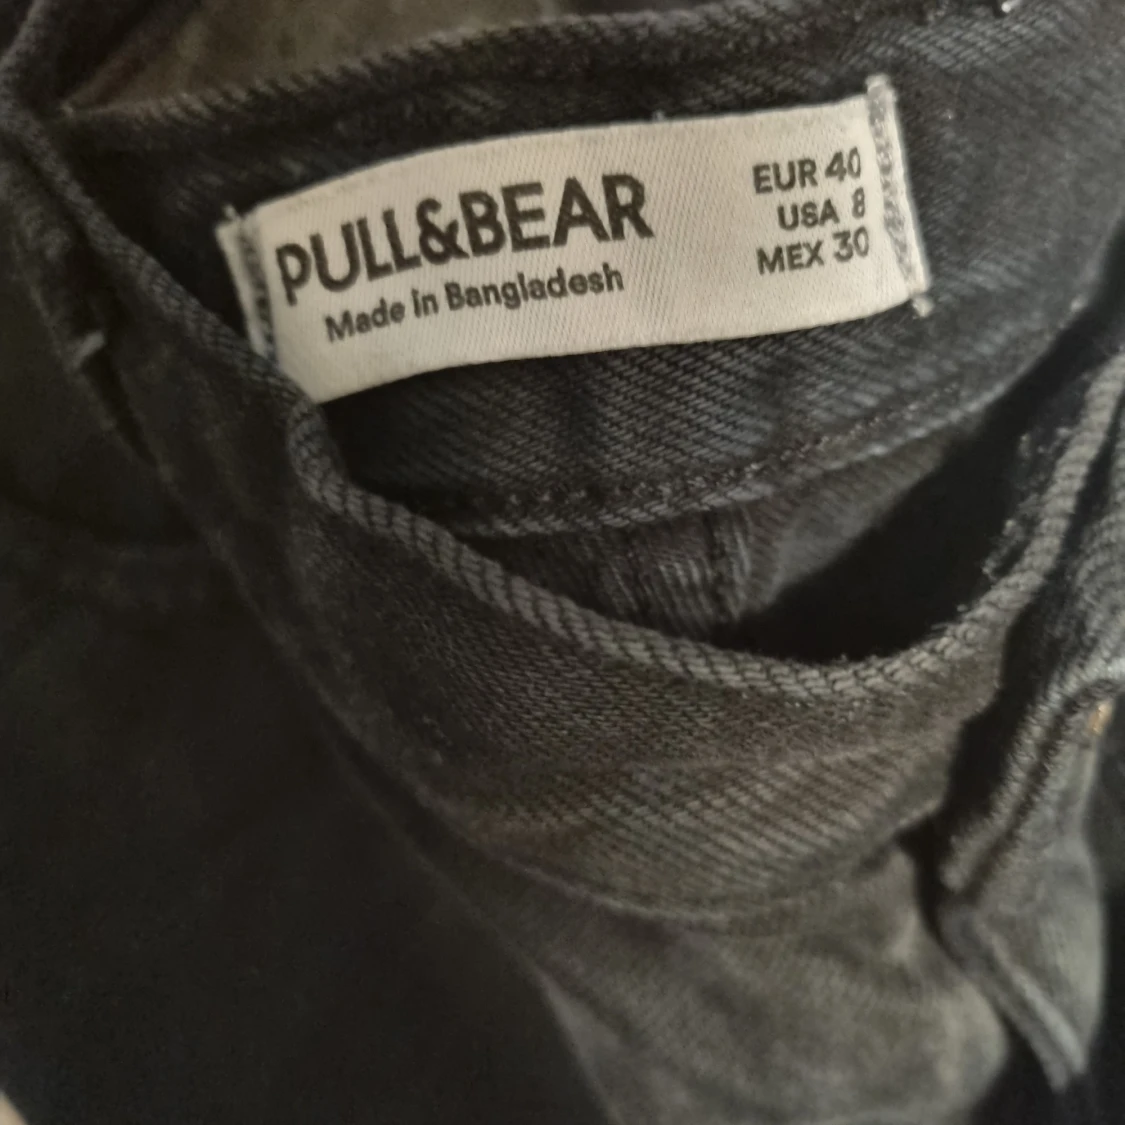 PULL&BEAR
Made in Bangladesh
EUR 40
USA 8
MEX 30